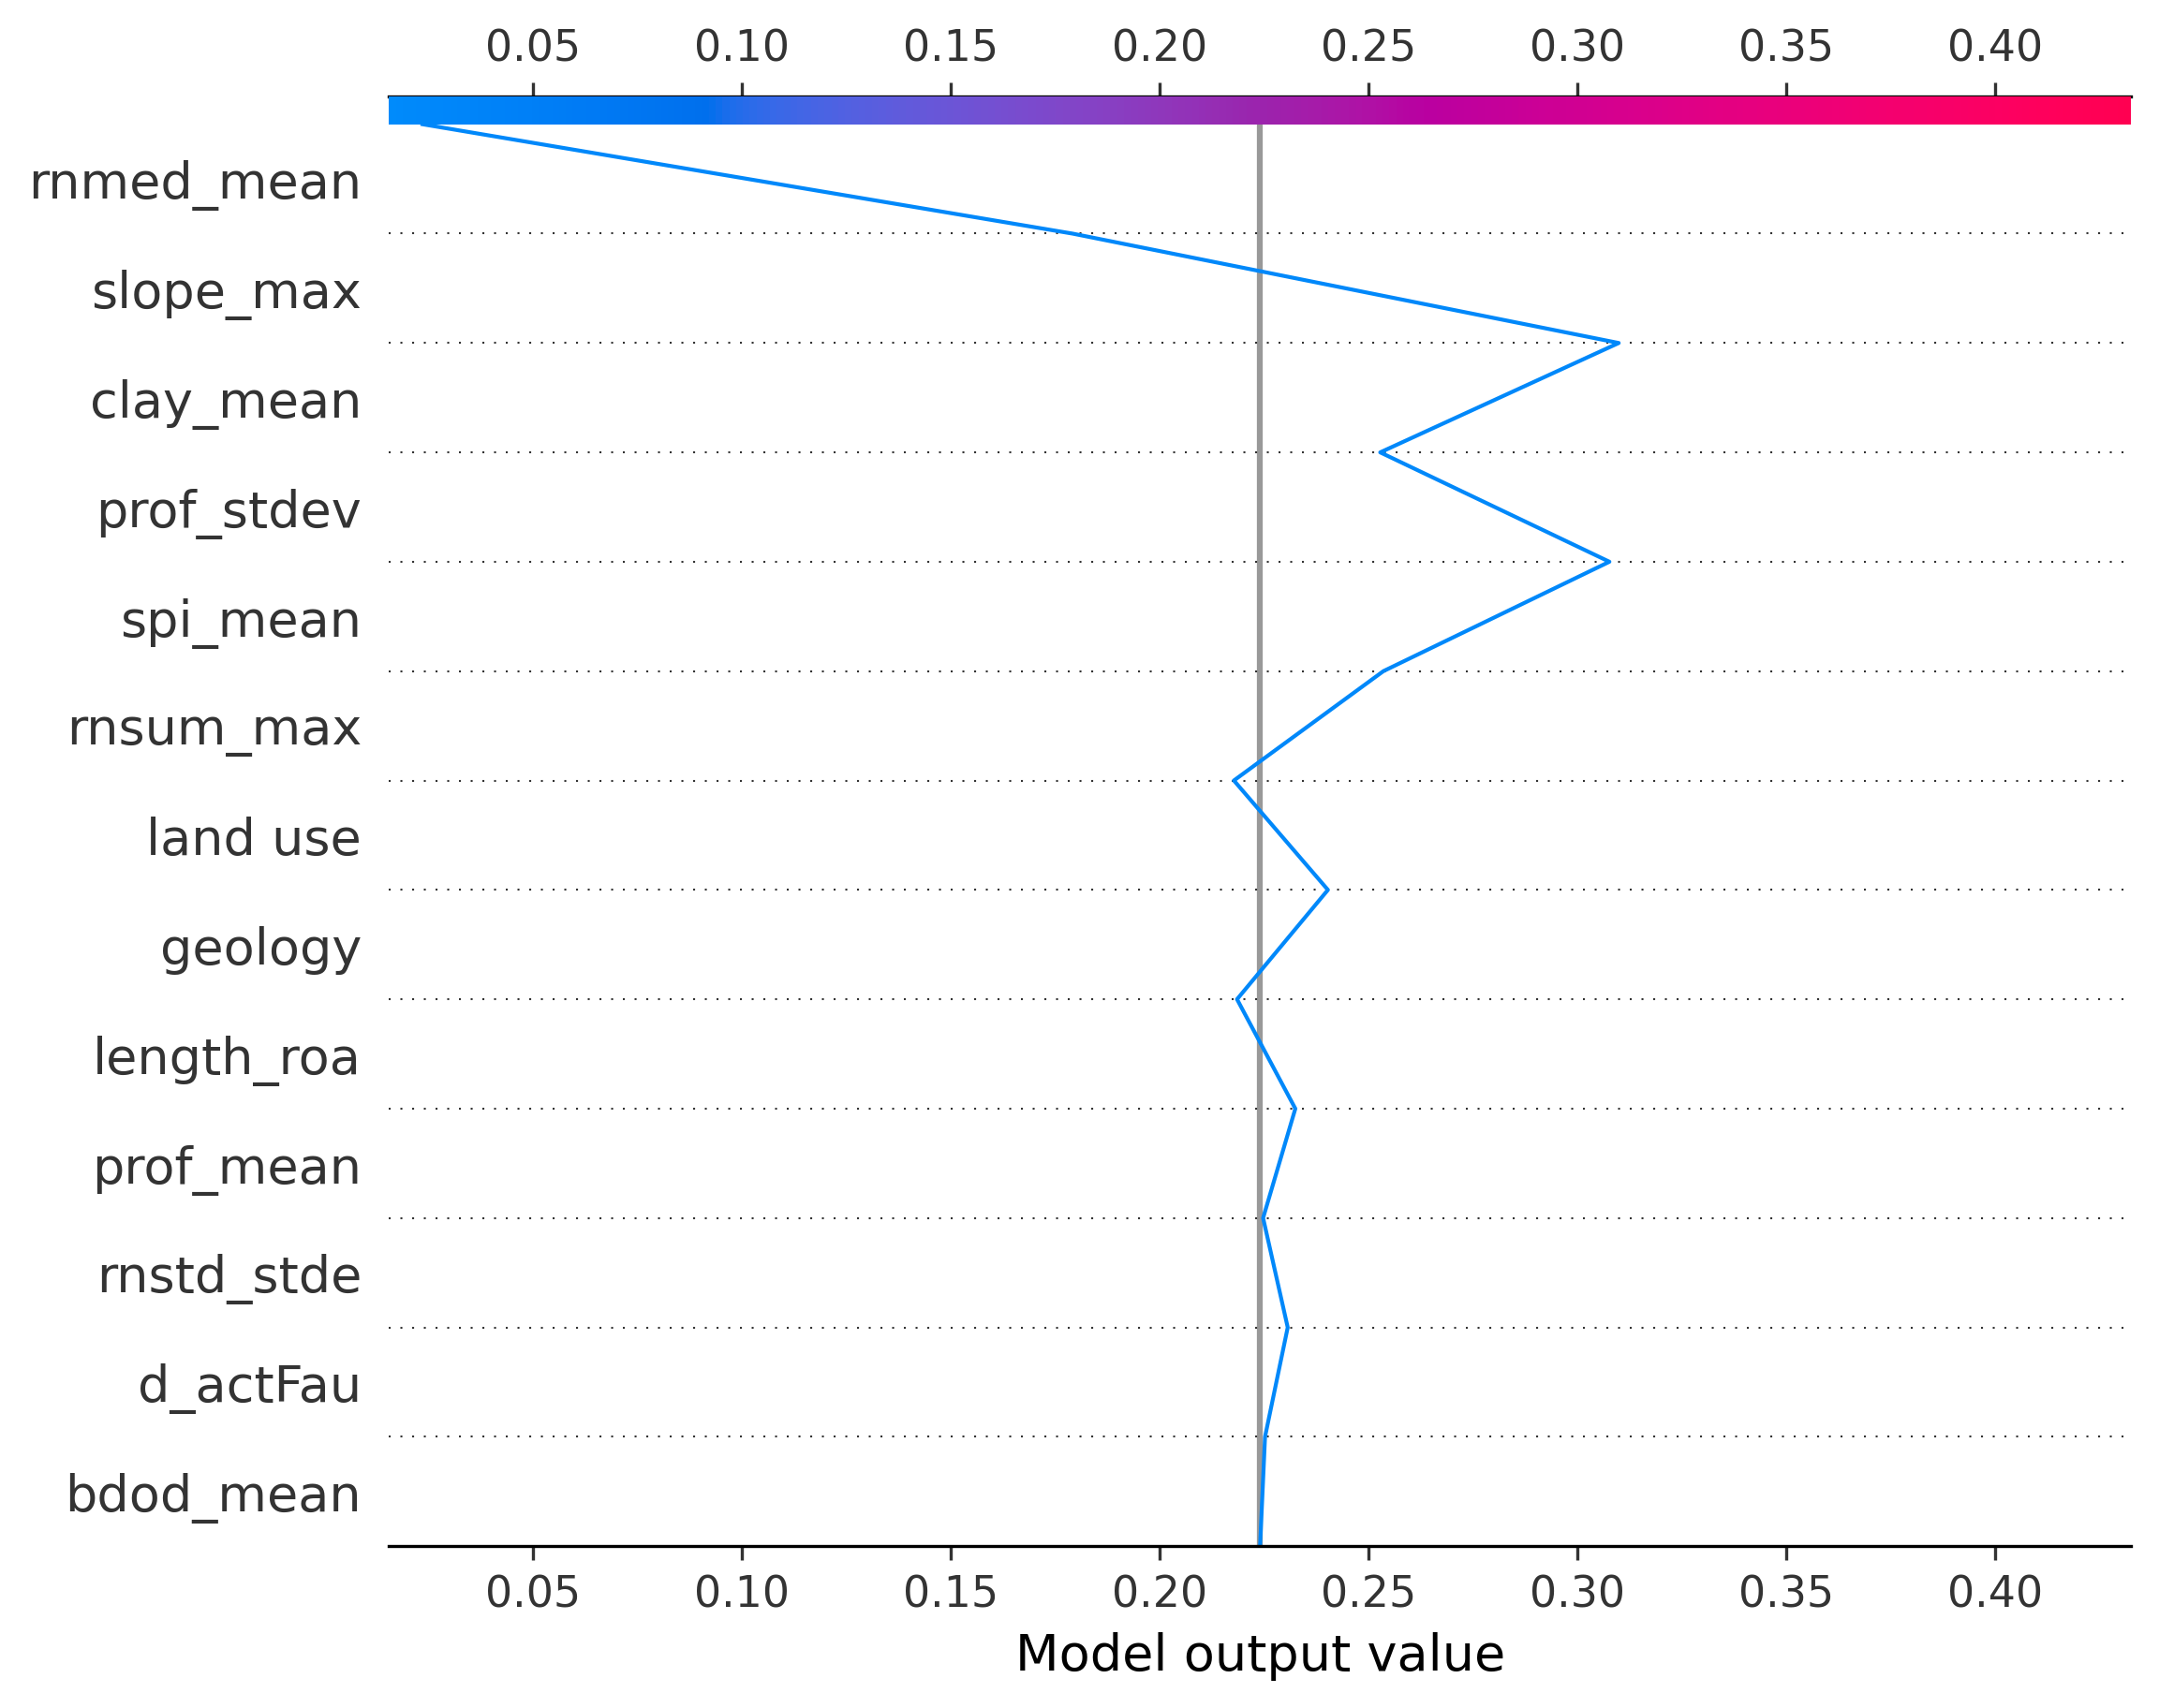 0.05 0.10 0.15 0.20 0.25 0.30 0.35 0.40
rnmed_mean
slope_max
clay_mean
prof_stdev
spi_mean
rnsum_max
land use
geology
length_roa
prof_mean
rnstd_stde
d_actFau
bdod_mean
0.05 0.10 0.15 0.20 0.25 0.30 0.35 0.40
Model output value